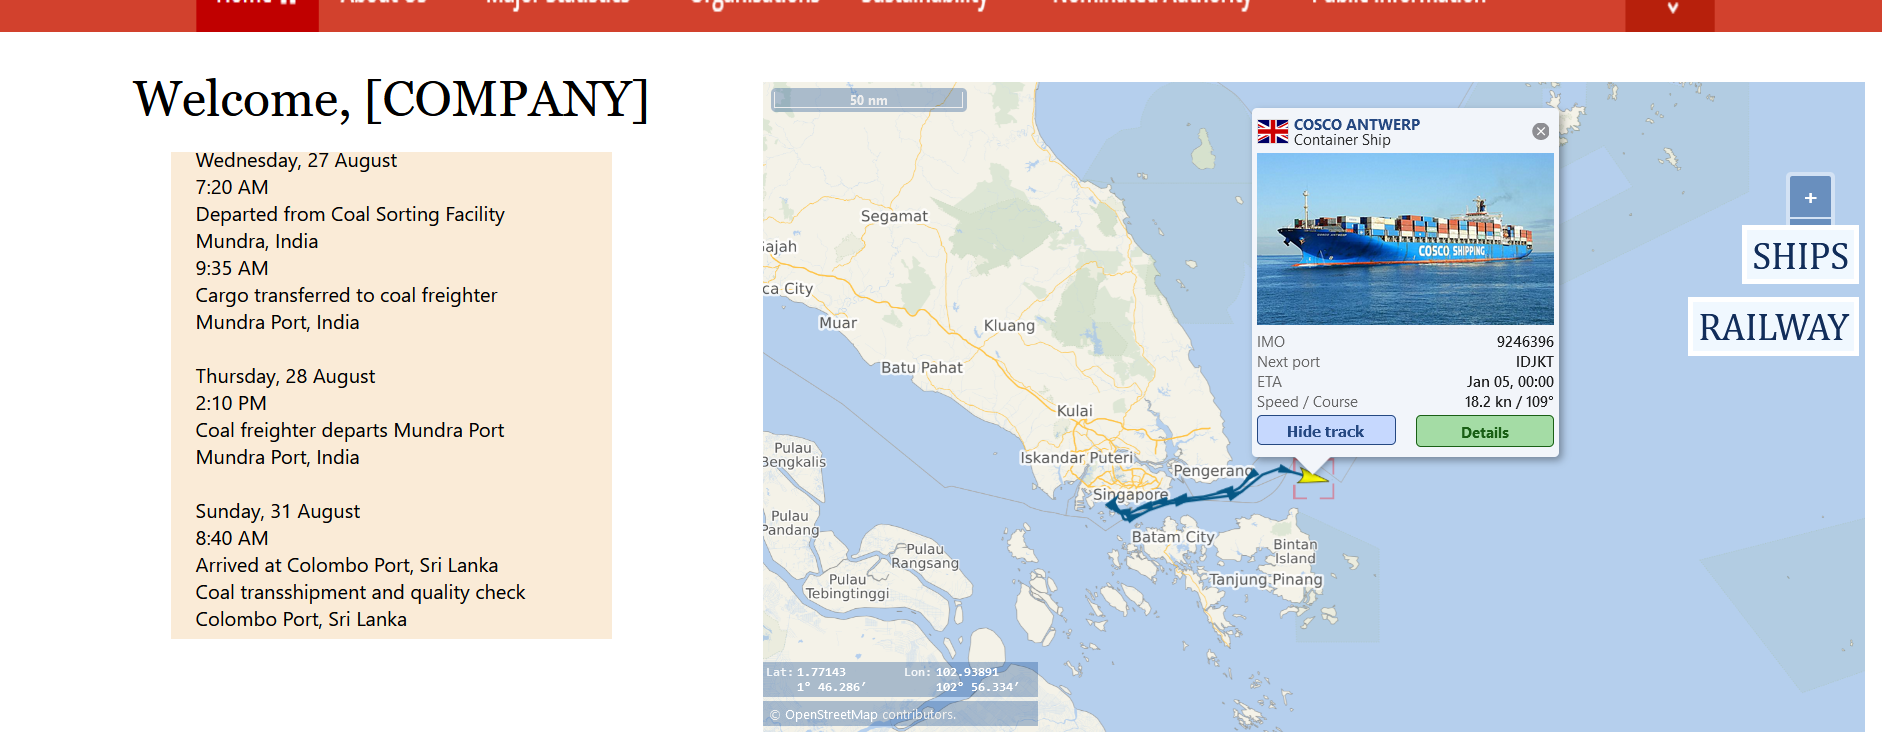 Home
About Us
Major Statistics
Organisations
Sustainability
Nominated Authority
Public Information
Welcome, [COMPANY]
Wednesday, 27 August
7:20 AM
Departed from Coal Sorting Facility
Mundra, India
9:35 AM
Cargo transferred to coal freighter
Mundra Port, India
Thursday, 28 August
2:10 PM
Coal freighter departs Mundra Port
Mundra Port, India
Sunday, 31 August
8:40 AM
Arrived at Colombo Port, Sri Lanka
Coal transshipment and quality check
Colombo Port, Sri Lanka
50 nm
Segamat
ajah
ca City
Muar
Kluang
Batu Pahat
Kulai
Iskandar Puteri
Pengerang
Singapore
Pulau
Bengkalis
Pulau
Pandang
Pulau
Rangsang
Pulau
Tebingtinggi
Batam City
Bintan
Island
Tanjung Pinang
COSCO ANTWERP
Container Ship
COSCO SHIPPING
IMO 9246396
Next port IDJKT
ETA Jan 05, 00:00
Speed / Course 18.2 kn / 109°
Hide track
Details
+
SHIPS
RAILWAY
Lat: 1.77143 Lon: 102.93891
1° 46.286′ 102° 56.334′
© OpenStreetMap contributors.